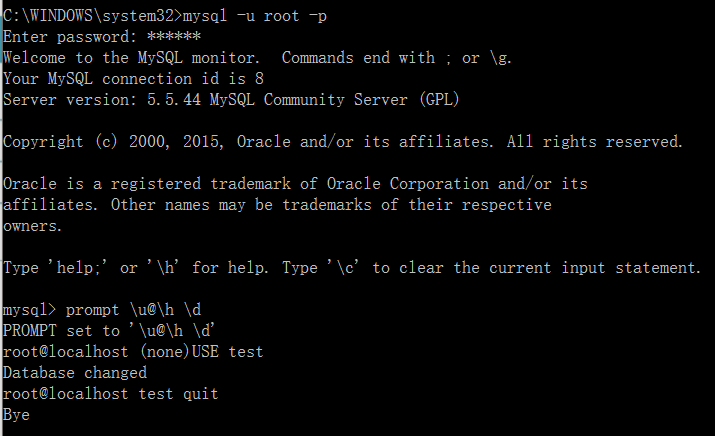 C:\WINDOWS\system32>mysql -u root -p
Enter password: ******
Welcome to the MySQL monitor.  Commands end with ; or \g.
Your MySQL connection id is 8
Server version: 5.5.44 MySQL Community Server (GPL)
Copyright (c) 2000, 2015, Oracle and/or its affiliates. All rights reserved.
Oracle is a registered trademark of Oracle Corporation and/or its
affiliates. Other names may be trademarks of their respective
owners.
Type 'help;' or '\h' for help. Type '\c' to clear the current input statement.
mysql> prompt \u@\h \d
PROMPT set to '\u@\h \d'
root@localhost (none)USE test
Database changed
root@localhost test quit
Bye